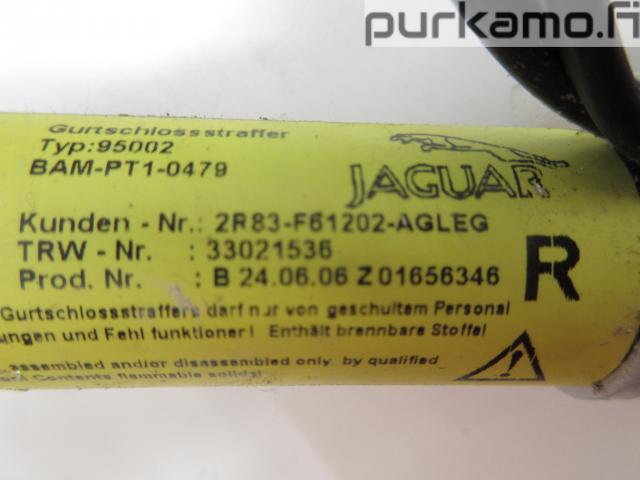 purkamo.fi
Gurtschlossstraffer
Typ:95002
BAM-PT1-0479
JAGUAR
Kunden - Nr.: 2R83-F61202-AGLEG
TRW - Nr. : 33021536
Prod. Nr. : B 24.06.06 Z 01656346
R
Gurtschlossstraffers darf nur von geschultem Personal
ungen und Fehl funktioner! Enthält brennbare Stoffe!
assembled and/or disassembled only by qualified
Contents flammable solids!